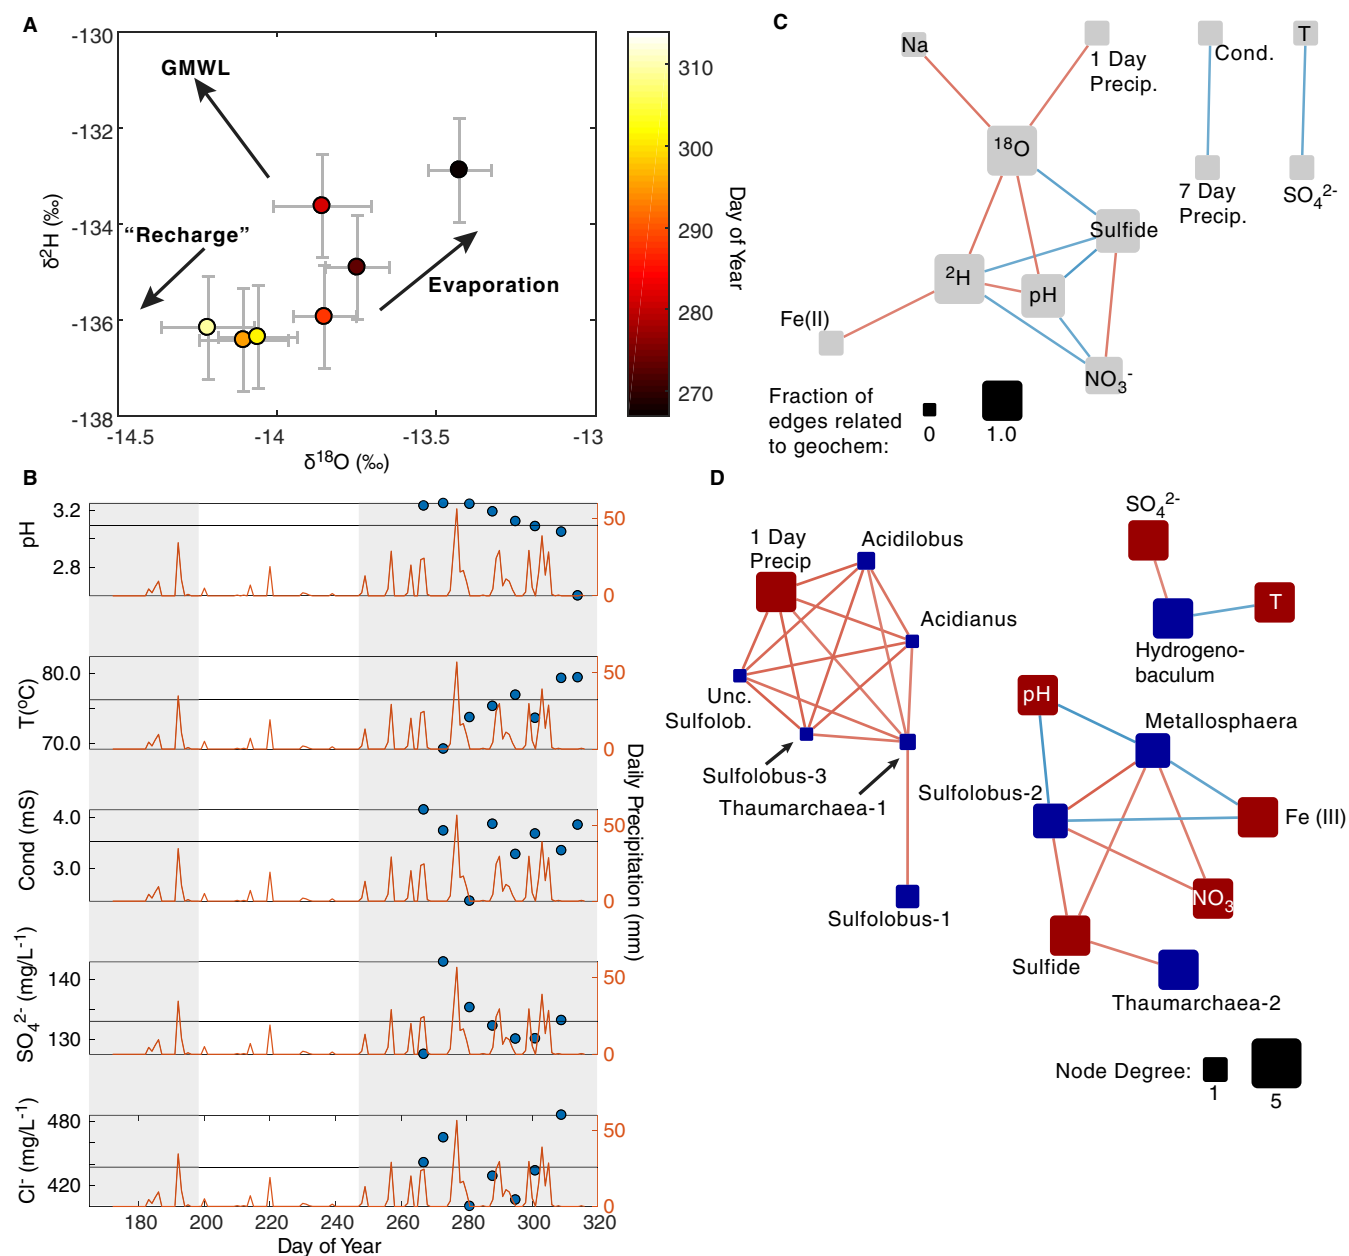 A
-130
-132
-134
-136
-138
δ²H (‰)
GMWL
“Recharge”
Evaporation
-14.5
-14
-13.5
-13
δ¹⁸O (‰)
310
300
290
280
270
Day of Year
B
3.2
2.8
pH
50
0
80.0
70.0
T(ºC)
50
0
4.0
3.0
Cond (mS)
50
0
140
130
SO₄²⁻ (mg/L⁻¹)
50
0
480
420
Cl⁻ (mg/L⁻¹)
50
0
Daily Precipitation (mm)
180
200
220
240
260
280
300
320
Day of Year
C
Na
1 Day
Precip.
Cond.
T
¹⁸O
7 Day
Precip.
SO₄²⁻
Sulfide
²H
pH
Fe(II)
NO₃⁻
Fraction of
edges related
to geochem:
0
1.0
D
1 Day
Precip
Acidilobus
Acidianus
Unc.
Sulfolob.
Sulfolobus-3
Thaumarchaea-1
Sulfolobus-1
SO₄²⁻
T
Hydrogeno-
baculum
pH
Metallosphaera
Sulfolobus-2
Fe (III)
NO₃
Sulfide
Thaumarchaea-2
Node Degree:
1
5